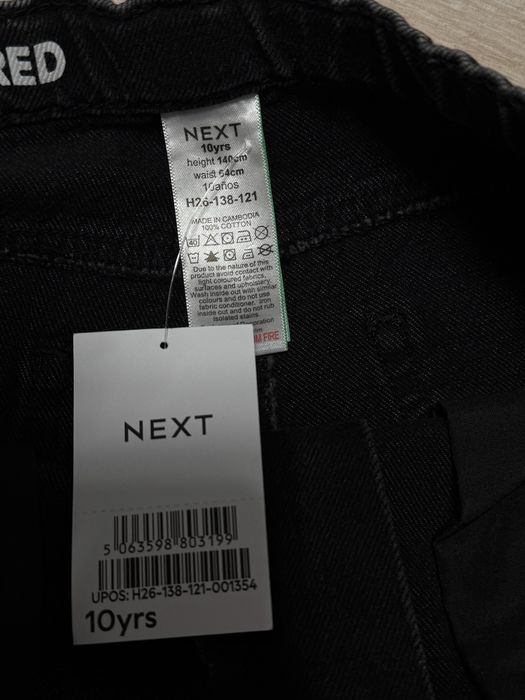 RED
NEXT
10yrs
height 140cm
waist 64cm
10años
H26-138-121
MADE IN CAMBODIA
100% COTTON
40
Due to the nature of this
product avoid contact with
light coloured fabrics,
surfaces and upholstery.
Wash inside out with similar
colours and do not use
fabric conditioner. Iron
inside out and do not rub
isolated stains.
FIRE
NEXT
5 063598 803199
UPOS: H26-138-121-001354
10yrs